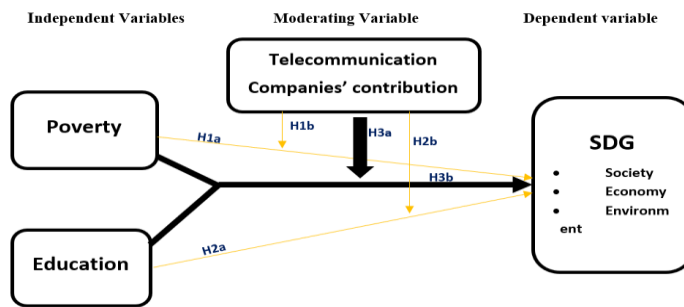 Independent Variables
Moderating Variable
Dependent variable
Telecommunication
Companies' contribution
Poverty
H1a
H1b
H3a
H2b
H3b
SDG
• Society
• Economy
• Environm
ent
Education
H2a